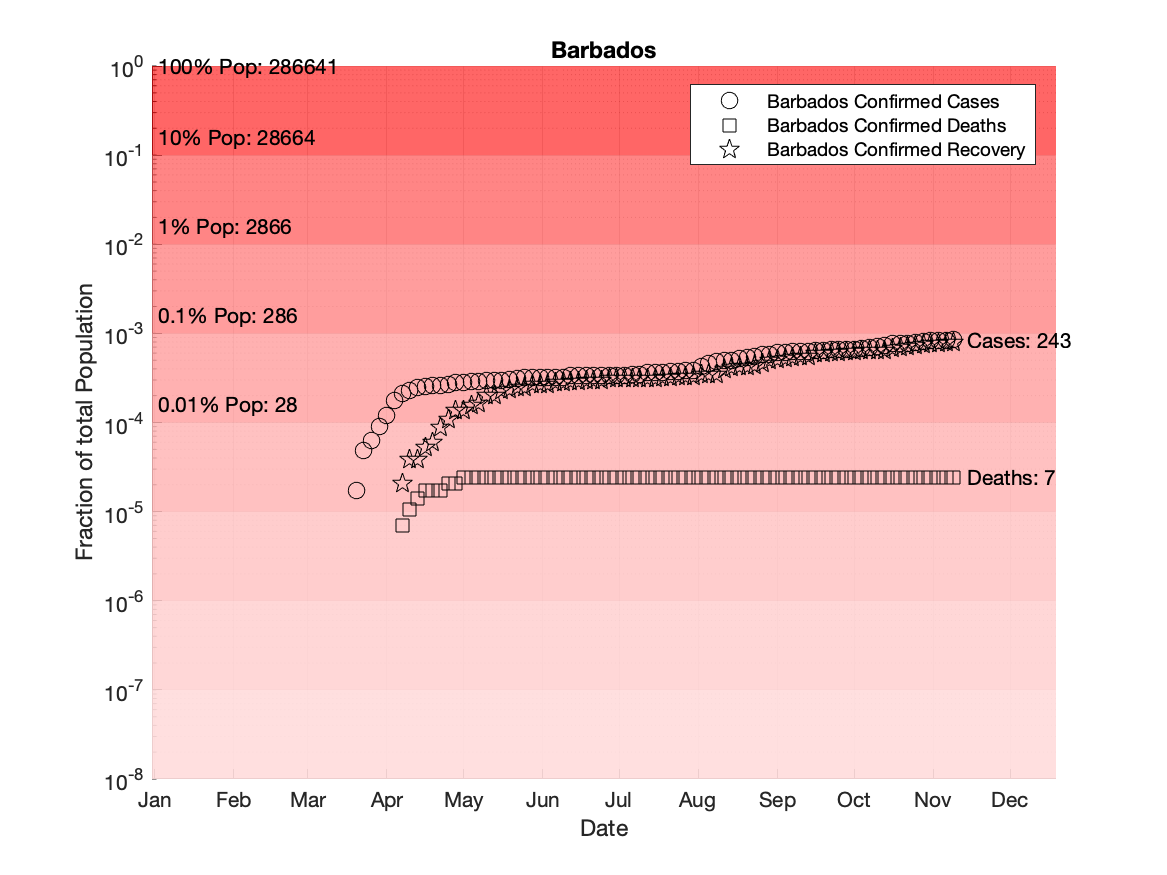 Barbados
10^0
10^-1
10^-2
10^-3
10^-4
10^-5
10^-6
10^-7
10^-8
Fraction of total Population
100% Pop: 286641
10% Pop: 28664
1% Pop: 2866
0.1% Pop: 286
0.01% Pop: 28
Barbados Confirmed Cases
Barbados Confirmed Deaths
Barbados Confirmed Recovery
Cases: 243
Deaths: 7
Jan Feb Mar Apr May Jun Jul Aug Sep Oct Nov Dec
Date